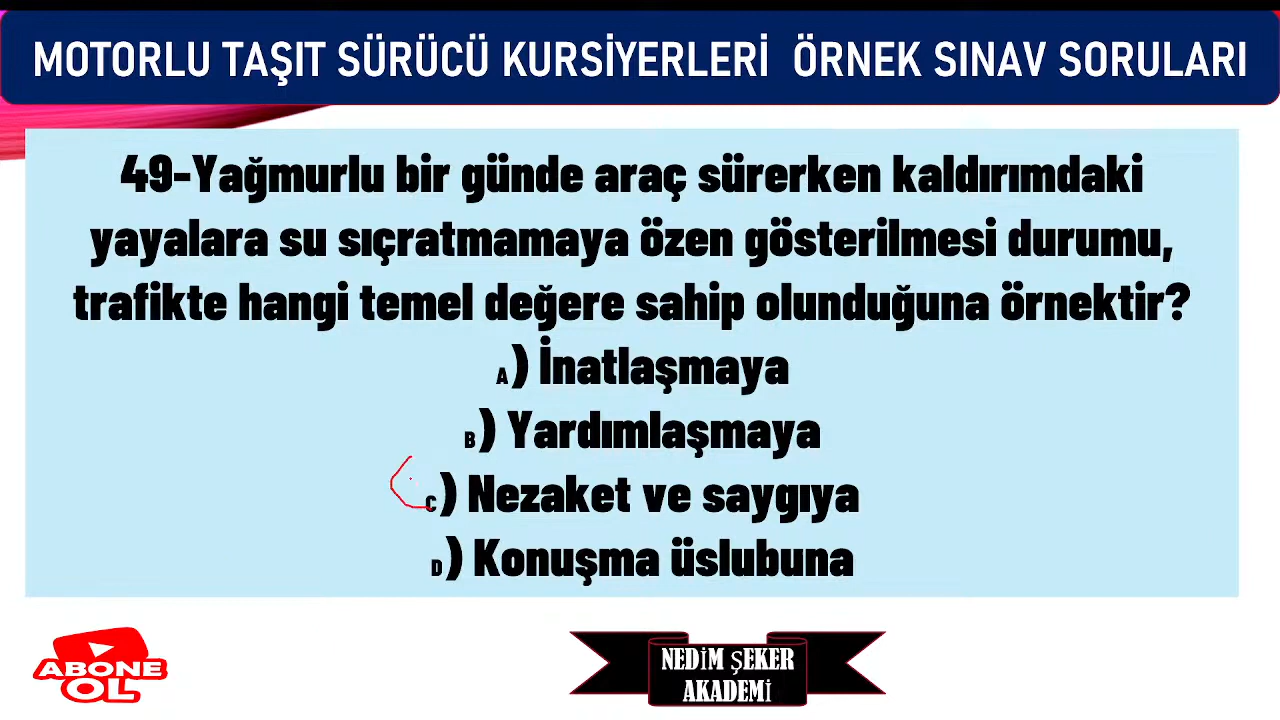 MOTORLU TAŞIT SÜRÜCÜ KURSİYERLERİ ÖRNEK SINAV SORULARI
49-Yağmurlu bir günde araç sürerken kaldırımdaki
yayalara su sıçratmamaya özen gösterilmesi durumu,
trafikte hangi temel değere sahip olunduğuna örnektir?
A) İnatlaşmaya
B) Yardımlaşmaya
C) Nezaket ve saygıya
D) Konuşma üslubuna
ABONE
OL
NEDİM ŞEKER
AKADEMİ